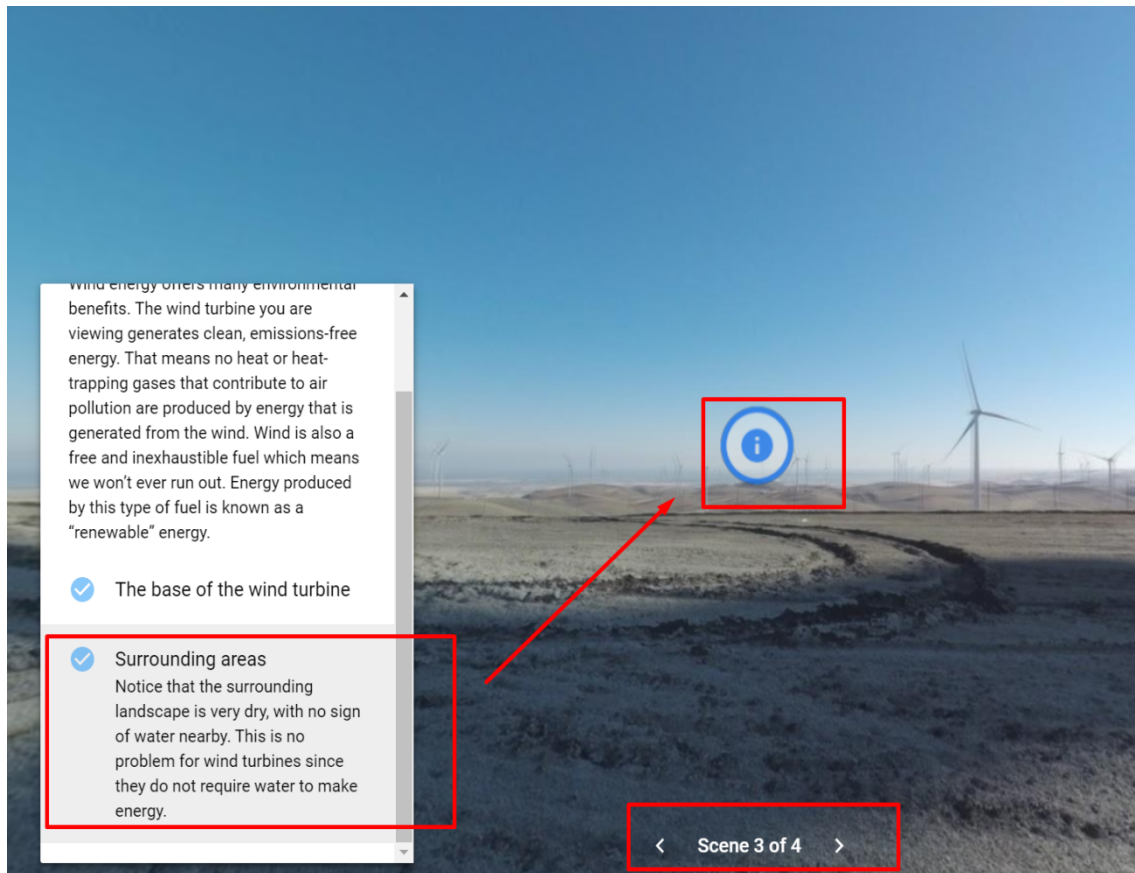 Wind energy offers many environmental
benefits. The wind turbine you are
viewing generates clean, emissions-free
energy. That means no heat or heat-
trapping gases that contribute to air
pollution are produced by energy that is
generated from the wind. Wind is also a
free and inexhaustible fuel which means
we won’t ever run out. Energy produced
by this type of fuel is known as a
“renewable” energy.
The base of the wind turbine
Surrounding areas
Notice that the surrounding
landscape is very dry, with no sign
of water nearby. This is no
problem for wind turbines since
they do not require water to make
energy.
i
Scene 3 of 4